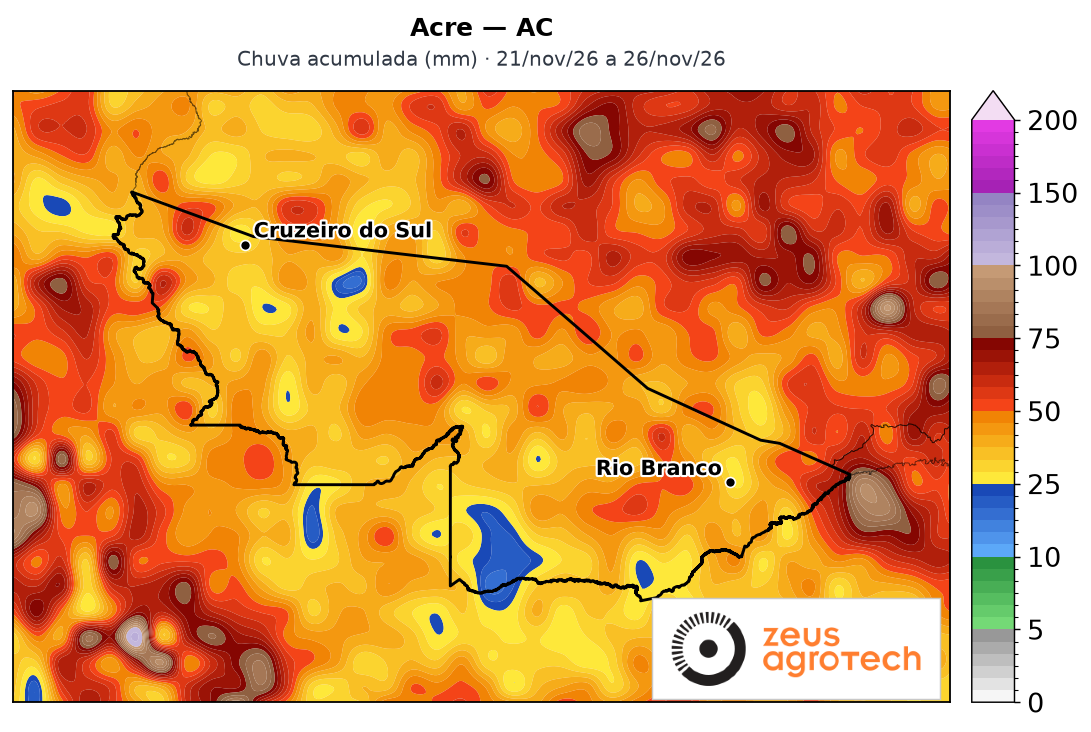 Acre — AC
Chuva acumulada (mm) · 21/nov/26 a 26/nov/26
Cruzeiro do Sul
Rio Branco
200
150
100
75
50
25
10
5
0
zeus
agrotech